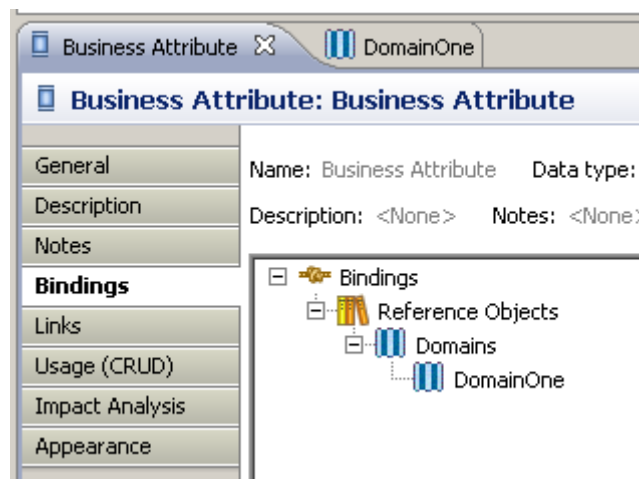 Business Attribute DomainOne
Business Attribute: Business Attribute
General
Description
Notes
Bindings
Links
Usage (CRUD)
Impact Analysis
Appearance
Name: Business Attribute Data type:
Description: <None> Notes: <None>
Bindings
Reference Objects
Domains
DomainOne